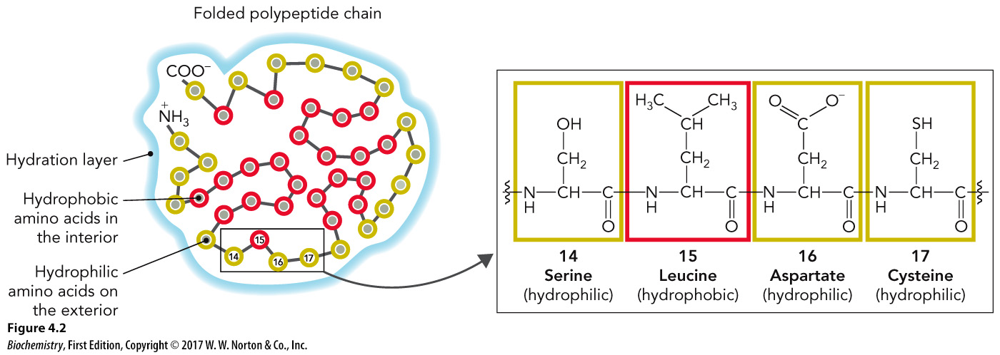 Folded polypeptide chain
COO⁻
+
NH₃
Hydration layer
Hydrophobic
amino acids in
the interior
Hydrophilic
amino acids on
the exterior
14
15
16
17
OH
CH₂
N
H
CH
C
O
H₃C
CH₃
CH
CH₂
N
H
CH
C
O
O
O⁻
C
CH₂
N
H
CH
C
O
SH
CH₂
N
H
CH
C
O
14
Serine
(hydrophilic)
15
Leucine
(hydrophobic)
16
Aspartate
(hydrophilic)
17
Cysteine
(hydrophilic)
Figure 4.2
Biochemistry, First Edition, Copyright © 2017 W. W. Norton & Co., Inc.